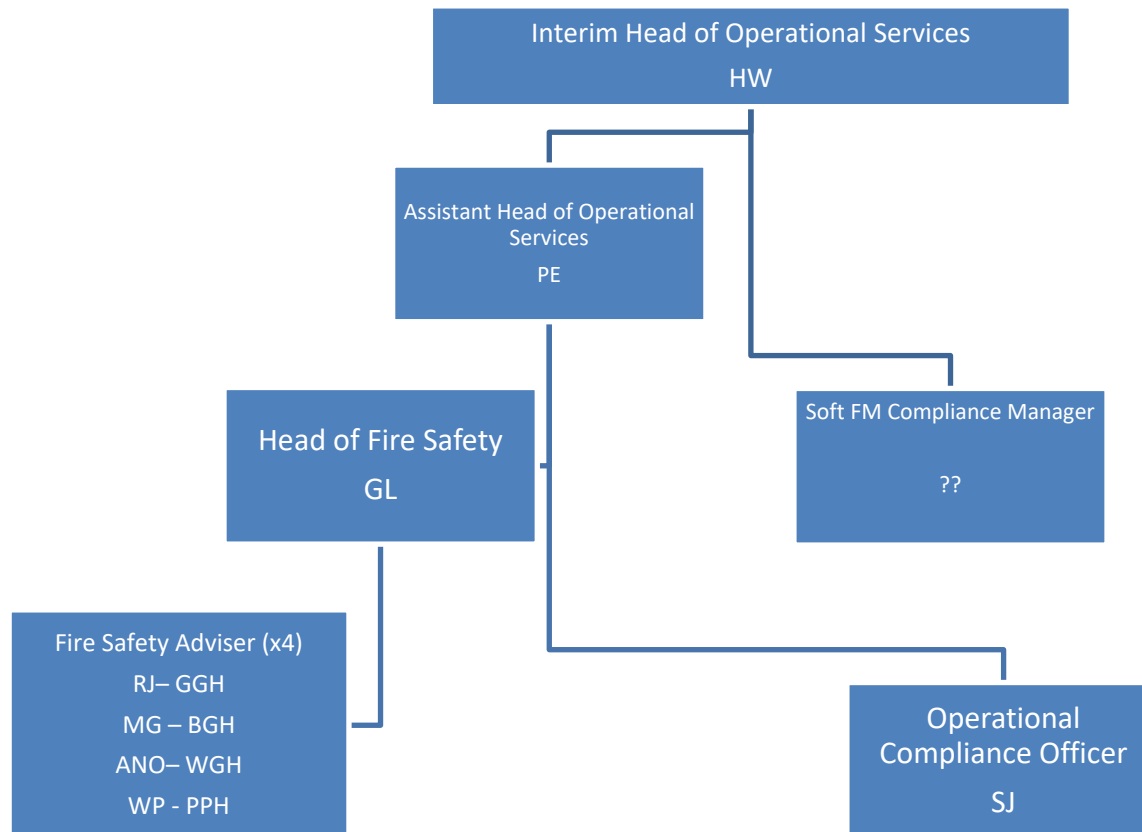 Interim Head of Operational Services
HW
Assistant Head of Operational
Services
PE
Head of Fire Safety
GL
Soft FM Compliance Manager
??
Fire Safety Adviser (x4)
RJ– GGH
MG – BGH
ANO– WGH
WP - PPH
Operational
Compliance Officer
SJ